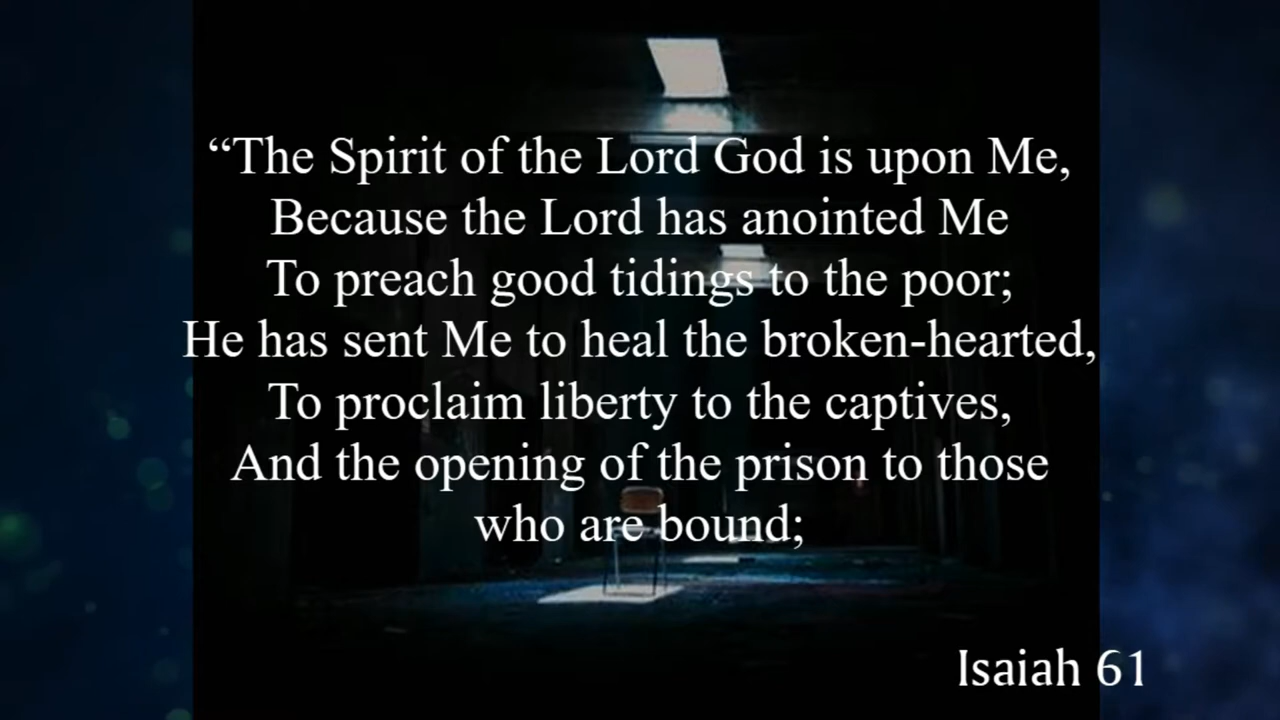 “The Spirit of the Lord God is upon Me,
Because the Lord has anointed Me
To preach good tidings to the poor;
He has sent Me to heal the broken-hearted,
To proclaim liberty to the captives,
And the opening of the prison to those
who are bound;
Isaiah 61